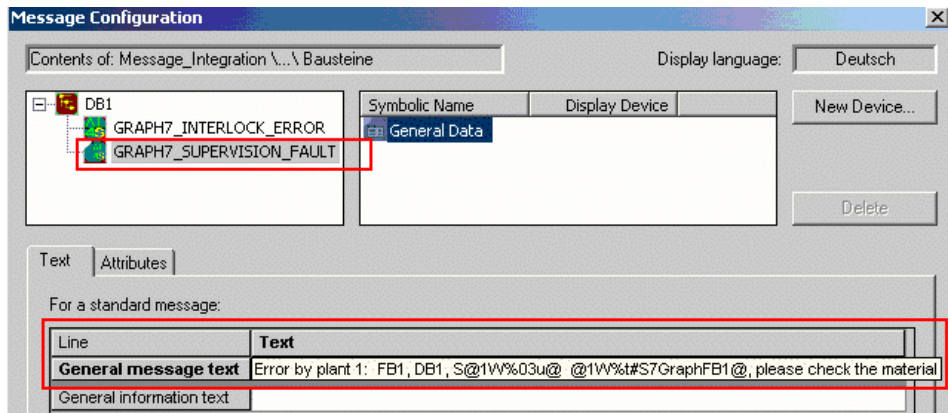 Message Configuration
Contents of: Message_Integration \...\ Bausteine
Display language:
Deutsch
DB1
GRAPH7_INTERLOCK_ERROR
GRAPH7_SUPERVISION_FAULT
Symbolic Name
Display Device
General Data
New Device...
Delete
Text
Attributes
For a standard message:
Line
Text
General message text
Error by plant 1: FB1, DB1, S@1W%03u@ @1W%t#S7GraphFB1@, please check the material
General information text